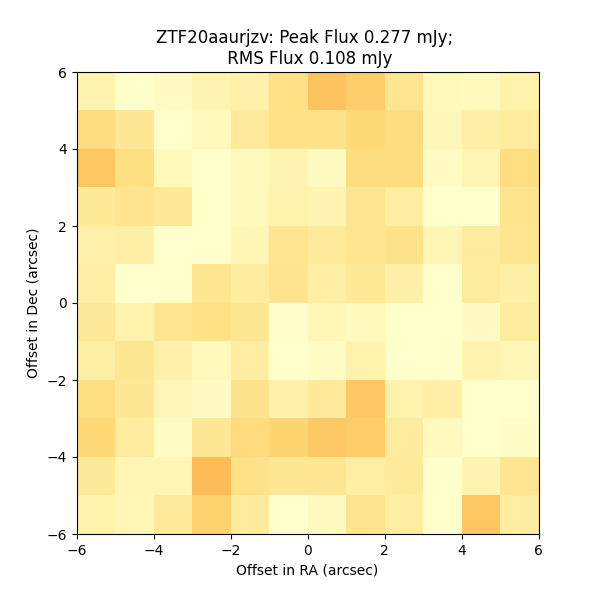 ZTF20aaurjzv: Peak Flux 0.277 mJy;
RMS Flux 0.108 mJy
6
4
2
0
−2
−4
−6
Offset in Dec (arcsec)
−6 −4 −2 0 2 4 6
Offset in RA (arcsec)